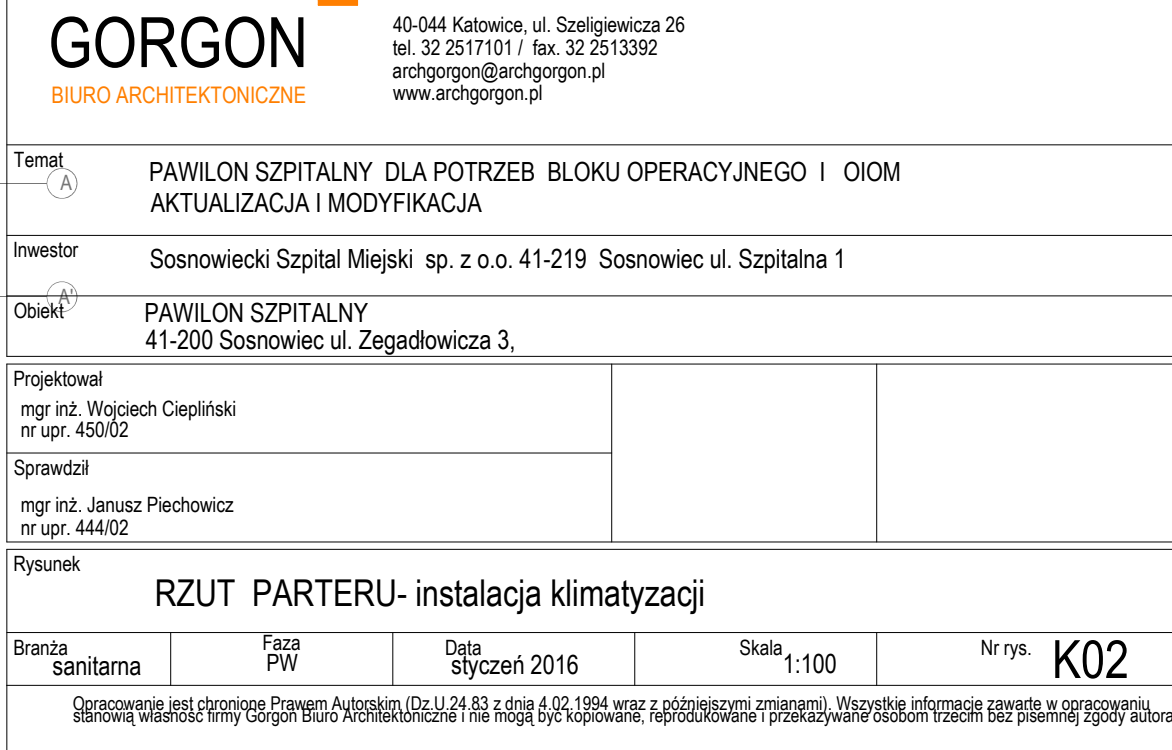 GORGON
BIURO ARCHITEKTONICZNE
40-044 Katowice, ul. Szeligiewicza 26
tel. 32 2517101 / fax. 32 2513392
archgorgon@archgorgon.pl
www.archgorgon.pl
Temat
A
PAWILON SZPITALNY DLA POTRZEB BLOKU OPERACYJNEGO I OIOM
AKTUALIZACJA I MODYFIKACJA
Inwestor
Sosnowiecki Szpital Miejski sp. z o.o. 41-219 Sosnowiec ul. Szpitalna 1
A'
Obiekt
PAWILON SZPITALNY
41-200 Sosnowiec ul. Zegadłowicza 3,
Projektował
mgr inż. Wojciech Ciepliński
nr upr. 450/02
Sprawdził
mgr inż. Janusz Piechowicz
nr upr. 444/02
Rysunek
RZUT PARTERU- instalacja klimatyzacji
Branża
sanitarna
Faza
PW
Data
styczeń 2016
Skala
1:100
Nr rys. K02
Opracowanie jest chronione Prawem Autorskim (Dz.U.24.83 z dnia 4.02.1994 wraz z późniejszymi zmianami). Wszystkie informacje zawarte w opracowaniu
stanowią własność firmy Gorgon Biuro Architektoniczne i nie mogą być kopiowane, reprodukowane i przekazywane osobom trzecim bez pisemnej zgody autora